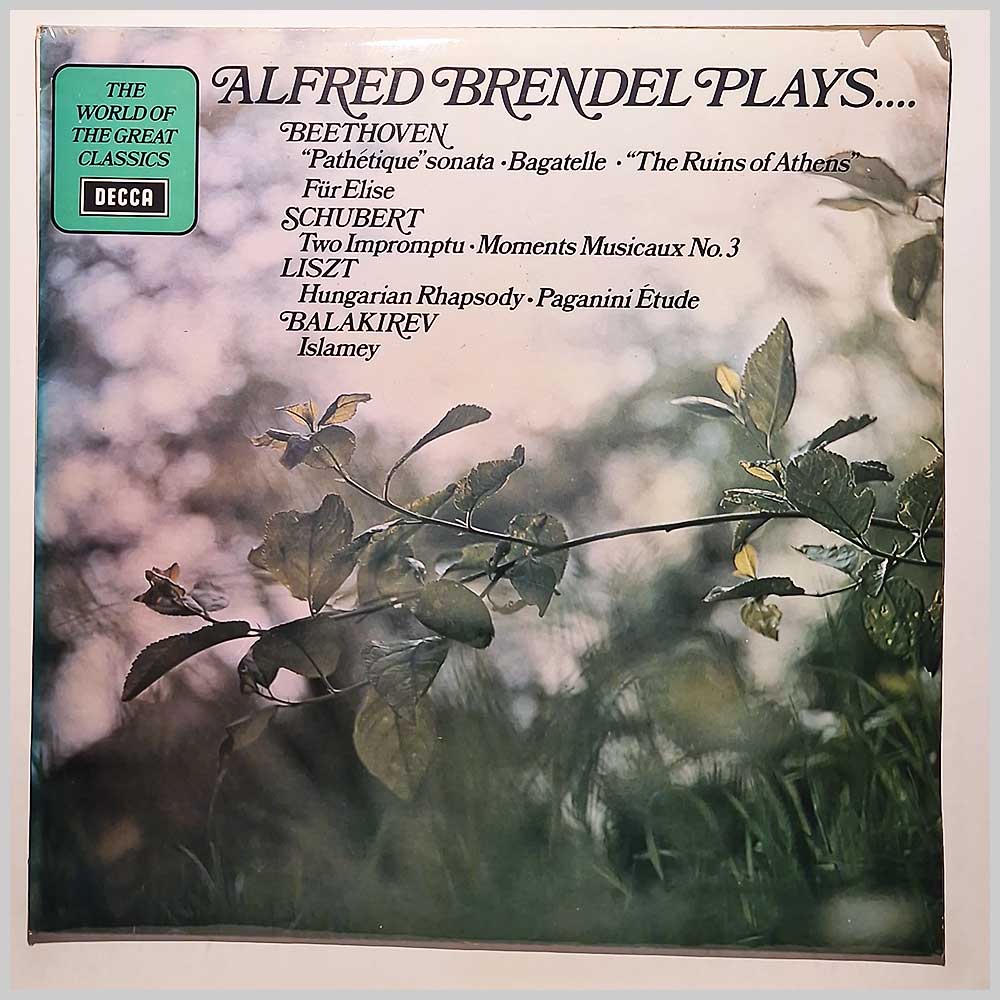 THE
WORLD OF
THE GREAT
CLASSICS
DECCA
ALFRED BRENDEL PLAYS....
BEETHOVEN
"Pathétique" sonata • Bagatelle • "The Ruins of Athens"
Für Elise
SCHUBERT
Two Impromptu • Moments Musicaux No. 3
LISZT
Hungarian Rhapsody • Paganini Étude
BALAKIREV
Islamey